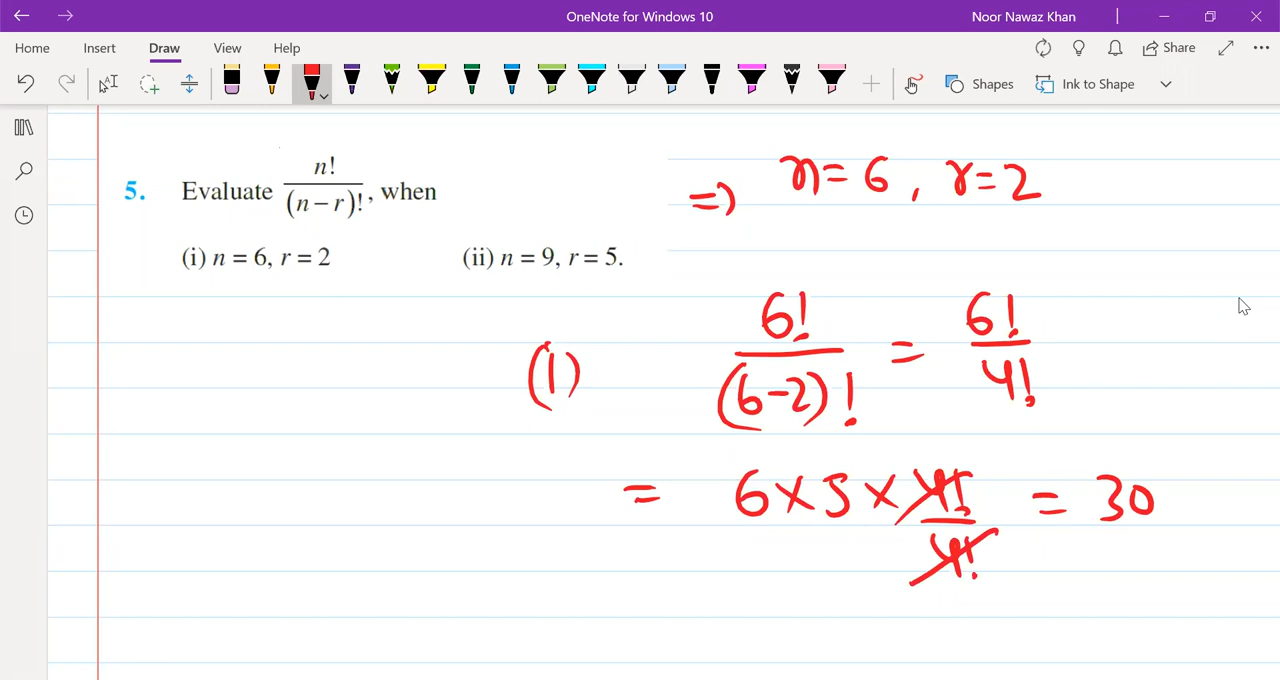 OneNote for Windows 10
Noor Nawaz Khan
Home Insert Draw View Help
Share
Shapes
Ink to Shape
5. Evaluate n!/(n−r)!, when
(i) n = 6, r = 2 (ii) n = 9, r = 5.
=> n = 6, r = 2
(1) 6!/(6-2)! = 6!/4!
= 6 × 5 × 4!/4! = 30